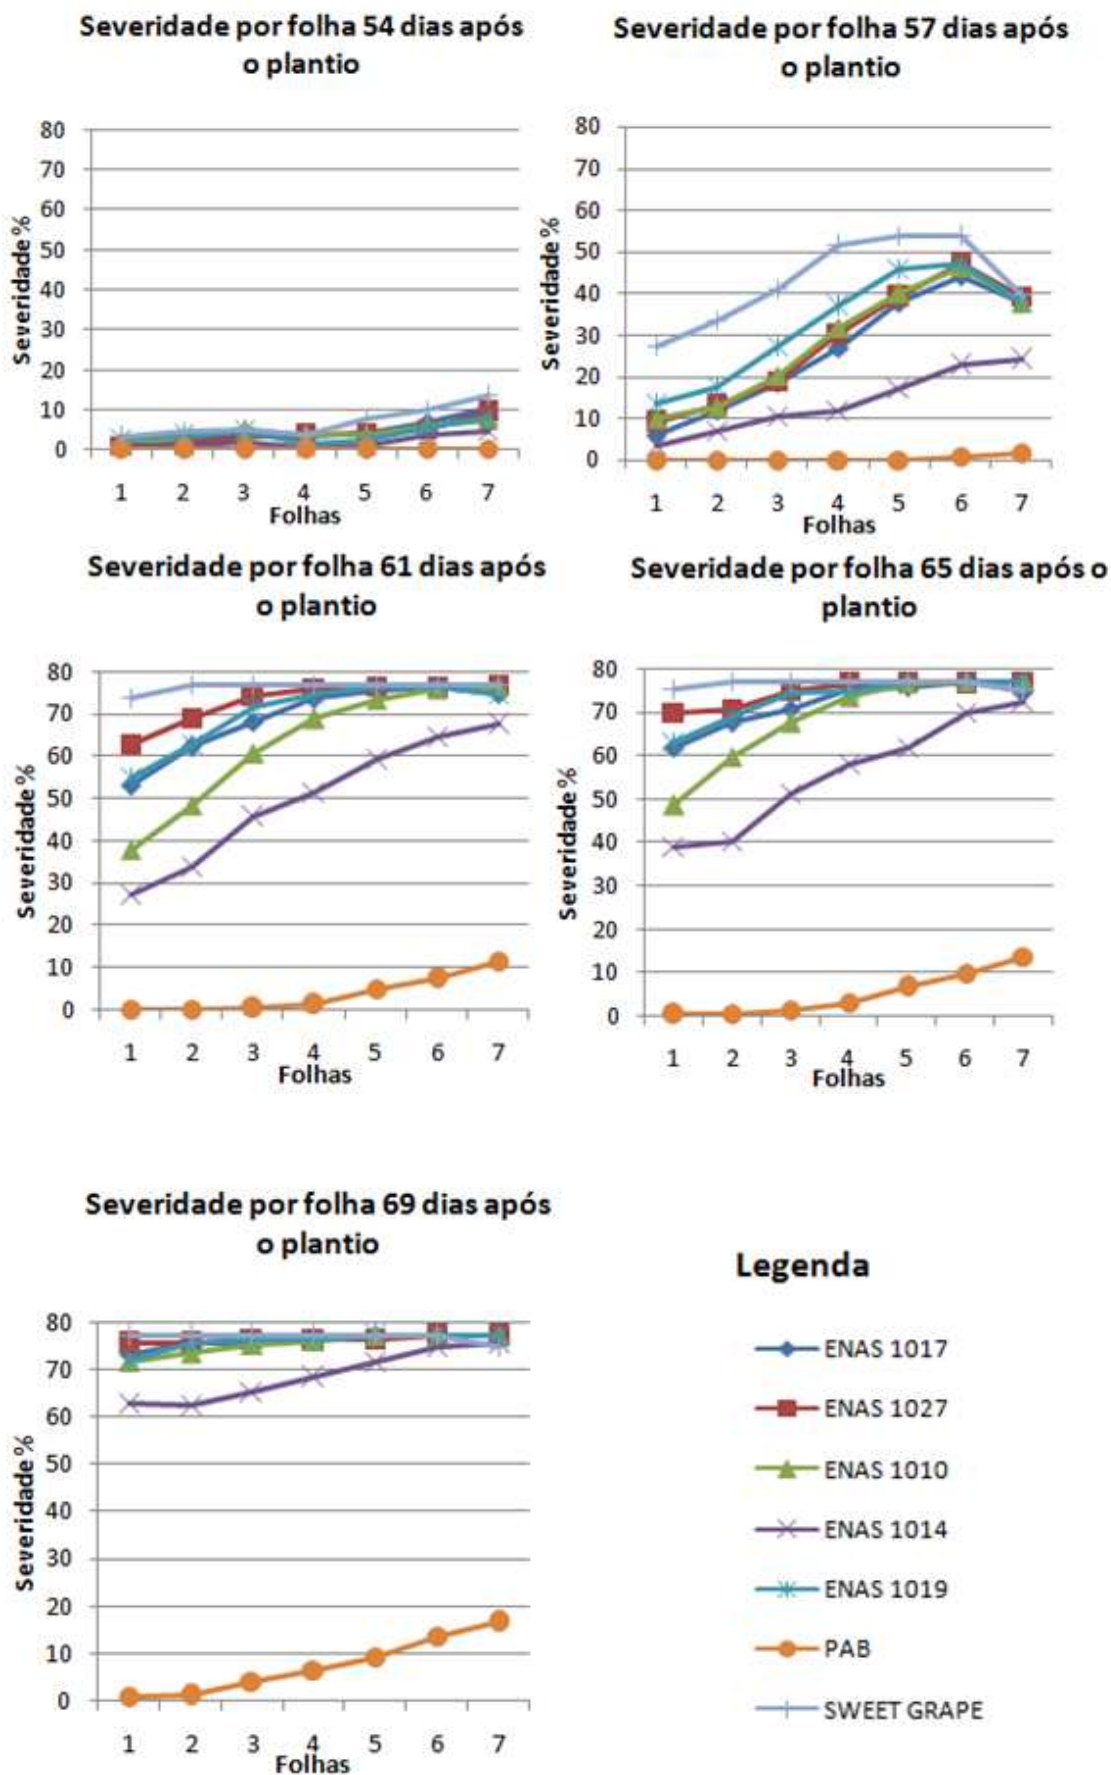 Severidade por folha 54 dias após
o plantio
Severidade %
80
70
60
50
40
30
20
10
0
1 2 3 4 5 6 7
Folhas
Severidade por folha 57 dias após
o plantio
Severidade %
80
70
60
50
40
30
20
10
0
1 2 3 4 5 6 7
Folhas
Severidade por folha 61 dias após
o plantio
Severidade %
80
70
60
50
40
30
20
10
0
1 2 3 4 5 6 7
Folhas
Severidade por folha 65 dias após o
plantio
Severidade %
80
70
60
50
40
30
20
10
0
1 2 3 4 5 6 7
Folhas
Severidade por folha 69 dias após
o plantio
Severidade %
80
70
60
50
40
30
20
10
0
1 2 3 4 5 6 7
Folhas
Legenda
ENAS 1017
ENAS 1027
ENAS 1010
ENAS 1014
ENAS 1019
PAB
SWEET GRAPE